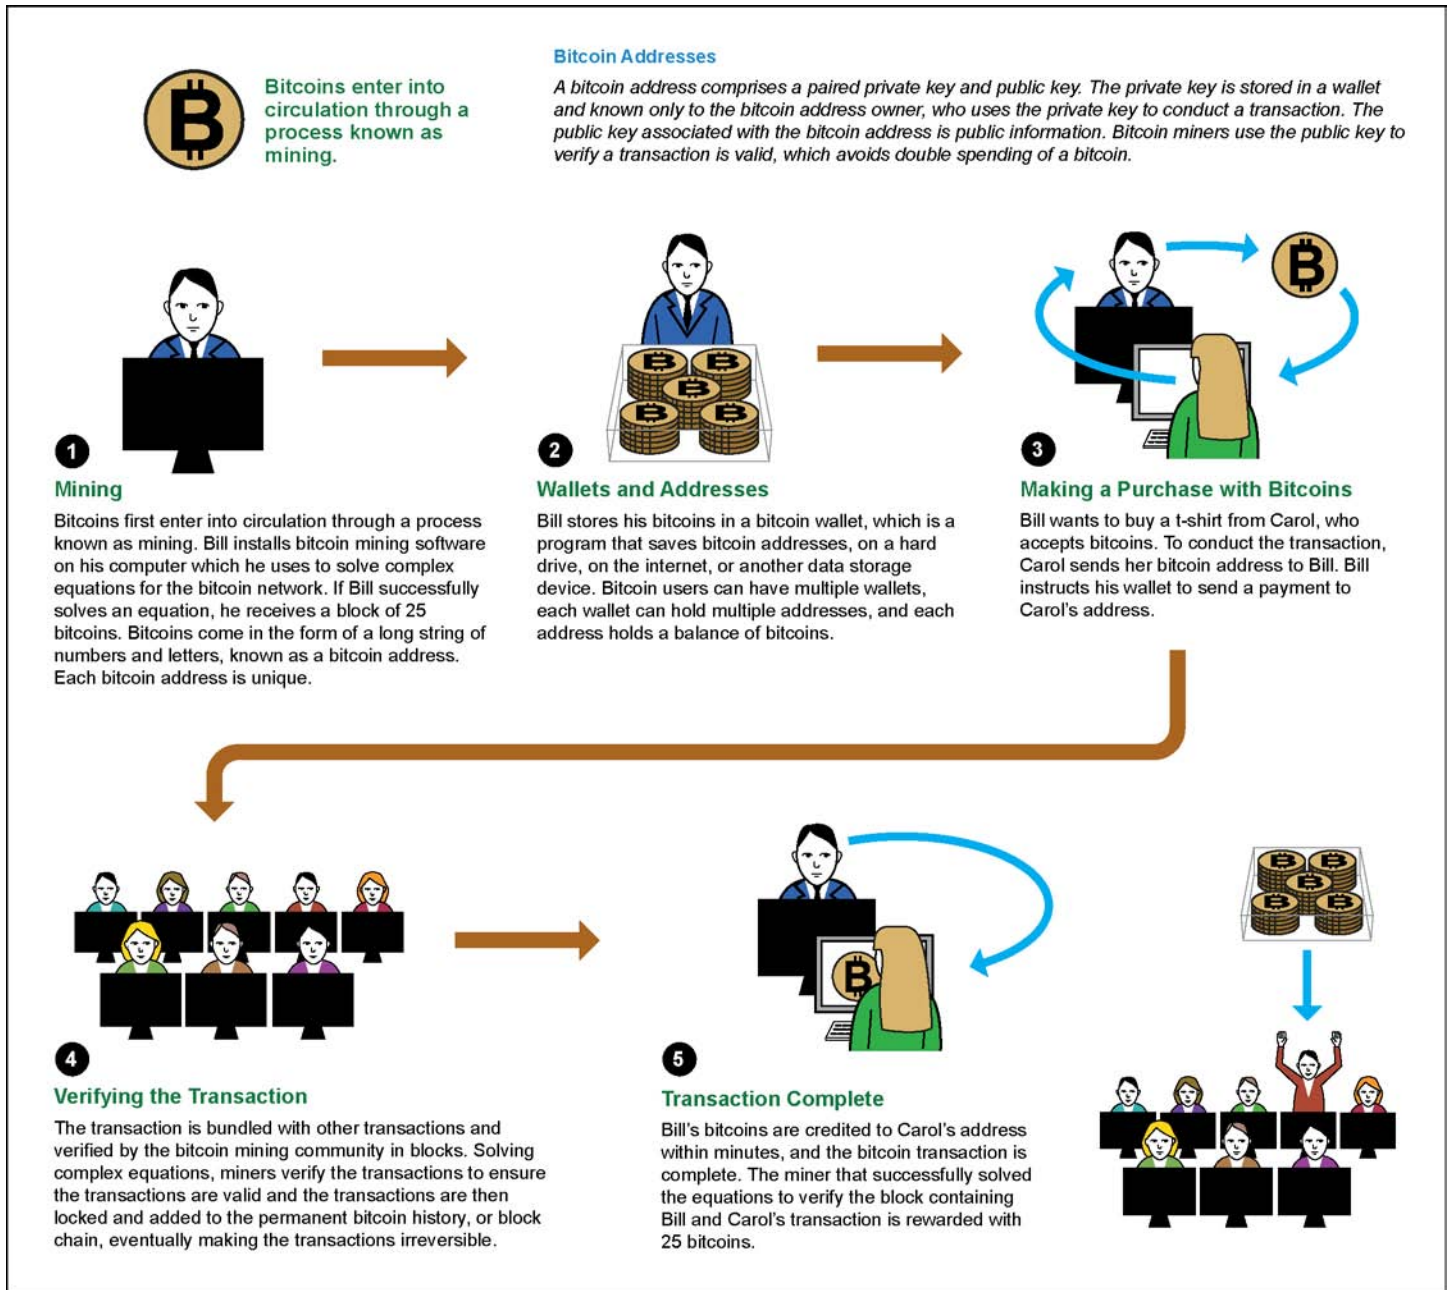 Bitcoins enter into
circulation through a
process known as
mining.
Bitcoin Addresses
A bitcoin address comprises a paired private key and public key. The private key is stored in a wallet
and known only to the bitcoin address owner, who uses the private key to conduct a transaction. The
public key associated with the bitcoin address is public information. Bitcoin miners use the public key to
verify a transaction is valid, which avoids double spending of a bitcoin.
1
Mining
Bitcoins first enter into circulation through a process
known as mining. Bill installs bitcoin mining software
on his computer which he uses to solve complex
equations for the bitcoin network. If Bill successfully
solves an equation, he receives a block of 25
bitcoins. Bitcoins come in the form of a long string of
numbers and letters, known as a bitcoin address.
Each bitcoin address is unique.
2
Wallets and Addresses
Bill stores his bitcoins in a bitcoin wallet, which is a
program that saves bitcoin addresses, on a hard
drive, on the internet, or another data storage
device. Bitcoin users can have multiple wallets,
each wallet can hold multiple addresses, and each
address holds a balance of bitcoins.
3
Making a Purchase with Bitcoins
Bill wants to buy a t-shirt from Carol, who
accepts bitcoins. To conduct the transaction,
Carol sends her bitcoin address to Bill. Bill
instructs his wallet to send a payment to
Carol's address.
4
Verifying the Transaction
The transaction is bundled with other transactions and
verified by the bitcoin mining community in blocks. Solving
complex equations, miners verify the transactions to ensure
the transactions are valid and the transactions are then
locked and added to the permanent bitcoin history, or block
chain, eventually making the transactions irreversible.
5
Transaction Complete
Bill's bitcoins are credited to Carol's address
within minutes, and the bitcoin transaction is
complete. The miner that successfully solved
the equations to verify the block containing
Bill and Carol's transaction is rewarded with
25 bitcoins.